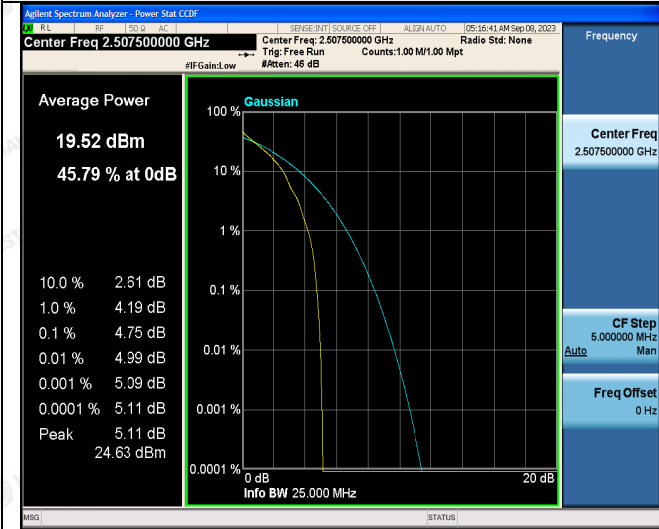 Agilent Spectrum Analyzer - Power Stat CCDF
RL RF 50 Ω AC SENSE:INT SOURCE OFF ALIGN AUTO 05:16:41 AM Sep 08, 2023
Center Freq 2.507500000 GHz
Center Freq: 2.507500000 GHz Radio Std: None
Trig: Free Run Counts:1.00 M/1.00 Mpt
#IFGain:Low #Atten: 46 dB
Frequency
Center Freq
2.507500000 GHz
CF Step
5.000000 MHz
Auto Man
Freq Offset
0 Hz
Average Power
19.52 dBm
45.79 % at 0dB
10.0 % 2.61 dB
1.0 % 4.19 dB
0.1 % 4.75 dB
0.01 % 4.99 dB
0.001 % 5.09 dB
0.0001 % 5.11 dB
Peak 5.11 dB
24.63 dBm
Gaussian
100 %
10 %
1 %
0.1 %
0.01 %
0.001 %
0.0001 %
0 dB 20 dB
Info BW 25.000 MHz
MSG STATUS